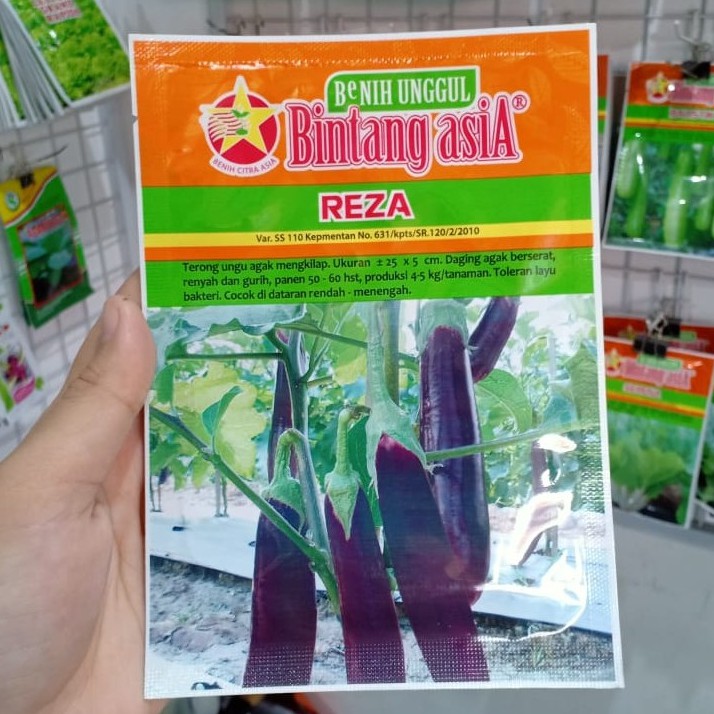 BeNIH UNGGUL
Bintang asiA®
BENIH CITRA ASIA
REZA
Var. SS 110 Kepmentan No. 631/kpts/SR.120/2/2010
Terong ungu agak mengkilap. Ukuran ± 25 x 5 cm. Daging agak berserat,
renyah dan gurih, panen 50 - 60 hst, produksi 4-5 kg/tanaman. Toleran layu
bakteri. Cocok di dataran rendah - menengah.